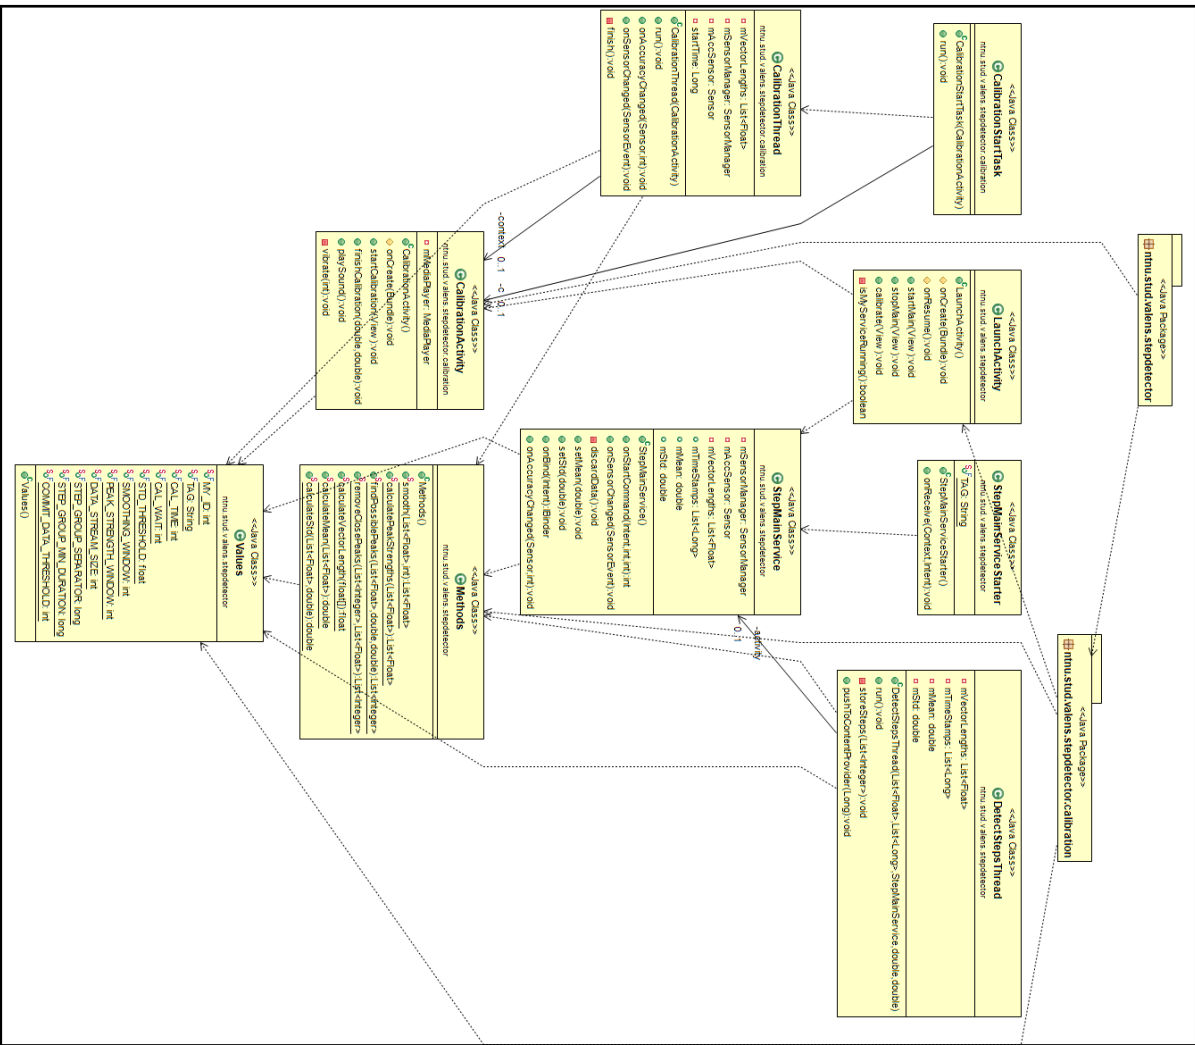 <<Java Package>>
ntnu.stud.valens.stepdetector
<<Java Package>>
ntnu.stud.valens.stepdetector.calibration
<<Java Class>>
CalibrationStartTask
ntnu.stud.valens.stepdetector.calibration
CalibrationStartTask(CalibrationActivity)
run():void
<<Java Class>>
LaunchActivity
ntnu.stud.valens.stepdetector
LaunchActivity()
onCreate(Bundle):void
onResume():void
startMain(View):void
stopMain(View):void
calibrate(View):void
isMyServiceRunning():boolean
<<Java Class>>
StepMainServiceStarter
ntnu.stud.valens.stepdetector
TAG: String
StepMainServiceStarter()
onReceive(Context,Intent):void
<<Java Class>>
DetectStepsThread
ntnu.stud.valens.stepdetector
mVectorLengths: List<Float>
mTimeStamps: List<Long>
mMean: double
mStd: double
DetectStepsThread(List<Float>,List<Long>,StepMainService,double,double)
run():void
storeSteps(List<Integer>):void
pushToContentProvider(Long):void
<<Java Class>>
CalibrationThread
ntnu.stud.valens.stepdetector.calibration
mVectorLengths: List<Float>
mSensorManager: SensorManager
mAccSensor: Sensor
startTime: Long
CalibrationThread(CalibrationActivity)
run():void
onAccuracyChanged(Sensor,int):void
onSensorChanged(SensorEvent):void
finish():void
<<Java Class>>
StepMainService
ntnu.stud.valens.stepdetector
mSensorManager: SensorManager
mAccSensor: Sensor
mVectorLengths: List<Float>
mTimeStamps: List<Long>
mMean: double
mStd: double
StepMainService()
onStartCommand(Intent,int,int):int
onSensorChanged(SensorEvent):void
discardData():void
setMean(double):void
setStd(double):void
onBind(Intent):IBinder
onAccuracyChanged(Sensor,int):void
-activity
0..1
-context 0..1
-c 0..1
<<Java Class>>
CalibrationActivity
ntnu.stud.valens.stepdetector.calibration
mMediaPlayer: MediaPlayer
CalibrationActivity()
onCreate(Bundle):void
startCalibration(View):void
finishCalibration(double,double):void
playSound():void
vibrate(int):void
<<Java Class>>
Methods
ntnu.stud.valens.stepdetector
Methods()
smooth(List<Float>,int):List<Float>
calculatePeakStrengths(List<Float>):List<Float>
findPossiblePeaks(List<Float>,double,double):List<Integer>
removeClosePeaks(List<Integer>,List<Float>):List<Integer>
calculateVectorLength(float[]):float
calculateMean(List<Float>):double
calculateStd(List<Float>,double):double
<<Java Class>>
Values
ntnu.stud.valens.stepdetector
MY_ID: int
TAG: String
CAL_TIME: int
CAL_WAIT: int
STD_THRESHOLD: float
SMOOTHING_WINDOW: int
PEAK_STRENGTH_WINDOW: int
DATA_STREAM_SIZE: int
STEP_GROUP_SEPARATOR: long
STEP_GROUP_MIN_DURATION: long
COMMIT_DATA_THRESHOLD: int
Values()